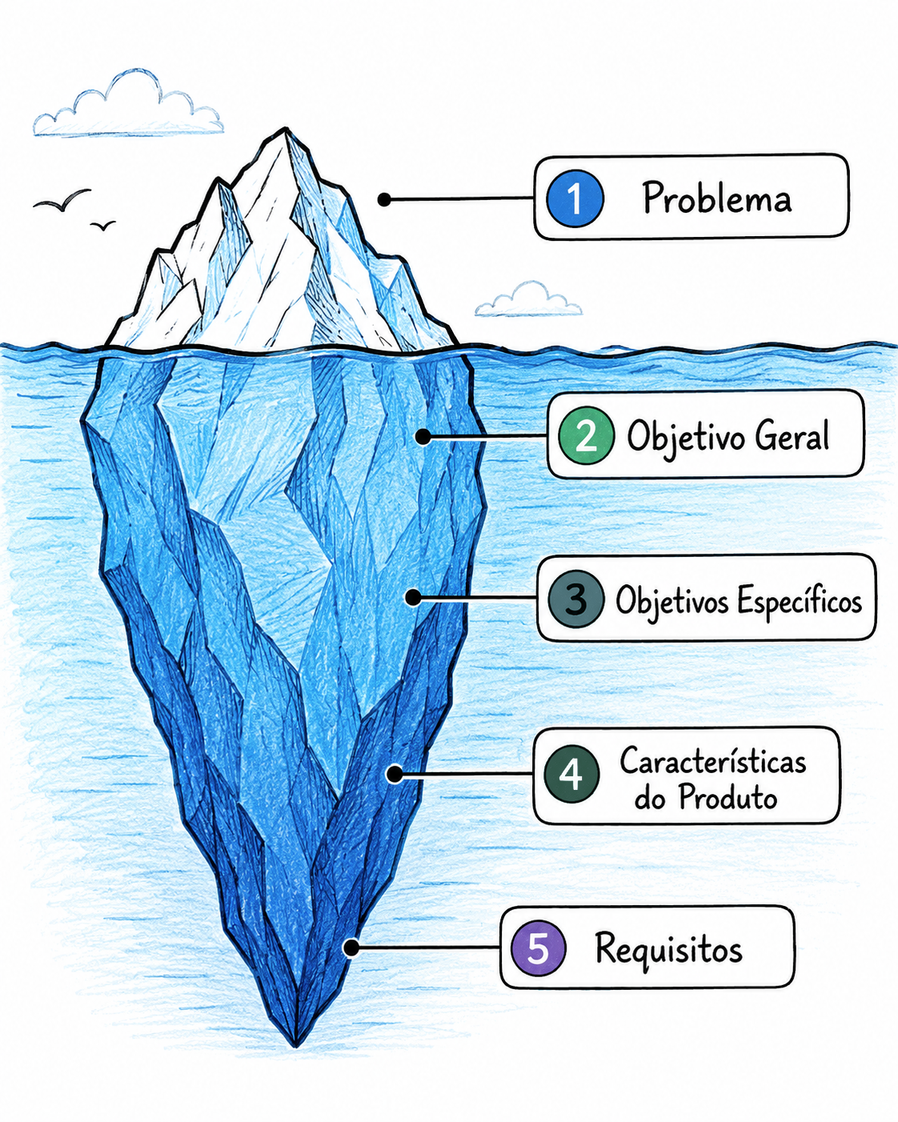 1 Problema
2 Objetivo Geral
3 Objetivos Específicos
4 Características
do Produto
5 Requisitos